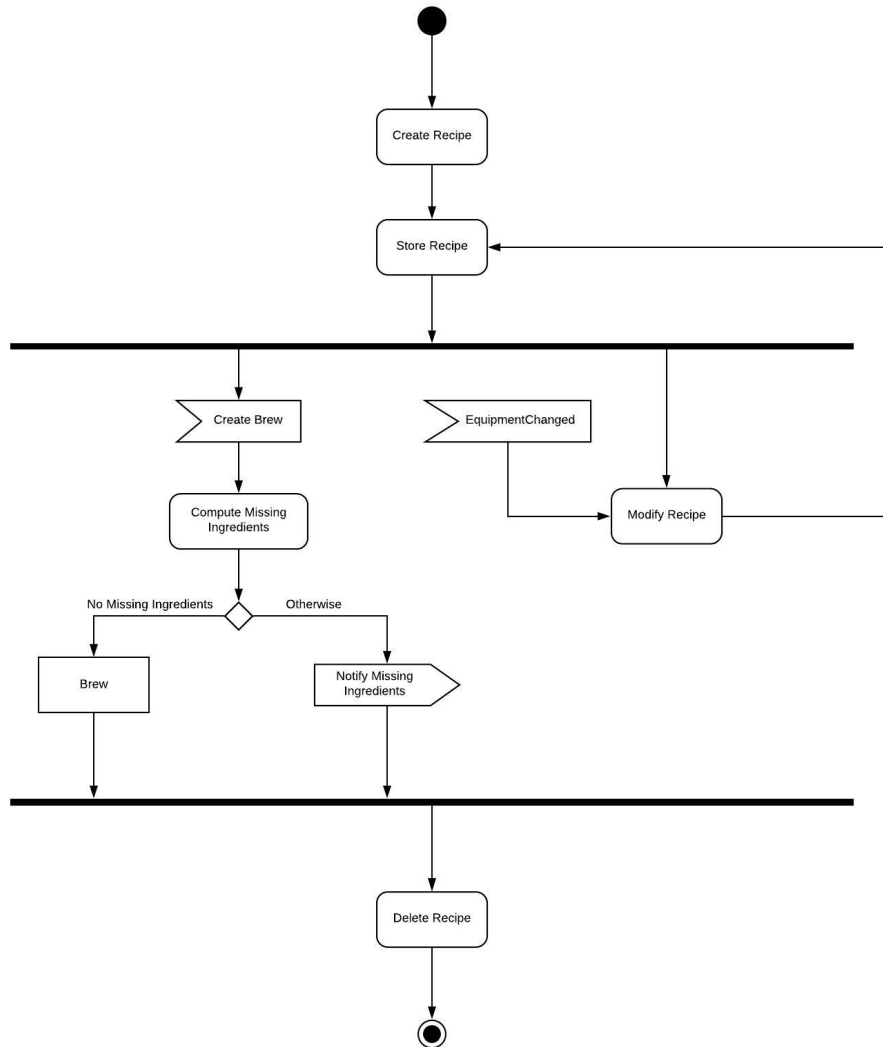 Create Recipe
Store Recipe
Create Brew
EquipmentChanged
Compute Missing
Ingredients
Modify Recipe
No Missing Ingredients
Otherwise
Brew
Notify Missing
Ingredients
Delete Recipe